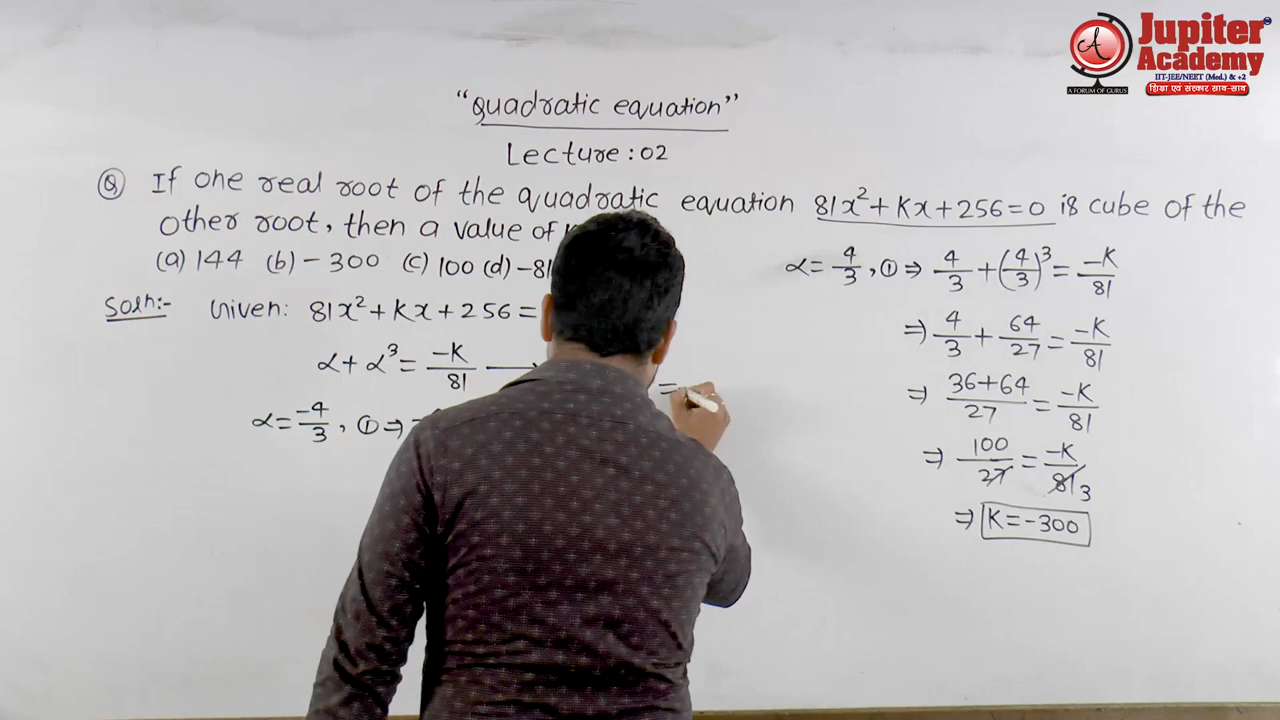 Jupiter
Academy
IIT-JEE/NEET (Med.) & +2
A FORUM OF GURUS
शिक्षा एवं संस्कार साथ-साथ
"Quadratic equation"
Lecture: 02
Q If one real root of the quadratic equation 81x² + Kx + 256 = 0 is cube of the
other root, then a value of
(a) 144 (b) - 300 (c) 100 (d) -81
Soln:- Given: 81x² + Kx + 256 =
α + α³ = -K/81
α = -4/3, ① ⇒
=
α = 4/3, ① ⇒ 4/3 + (4/3)³ = -K/81
⇒ 4/3 + 64/27 = -K/81
⇒ 36+64/27 = -K/81
⇒ 100/27 = -K/81 3
⇒ K = -300